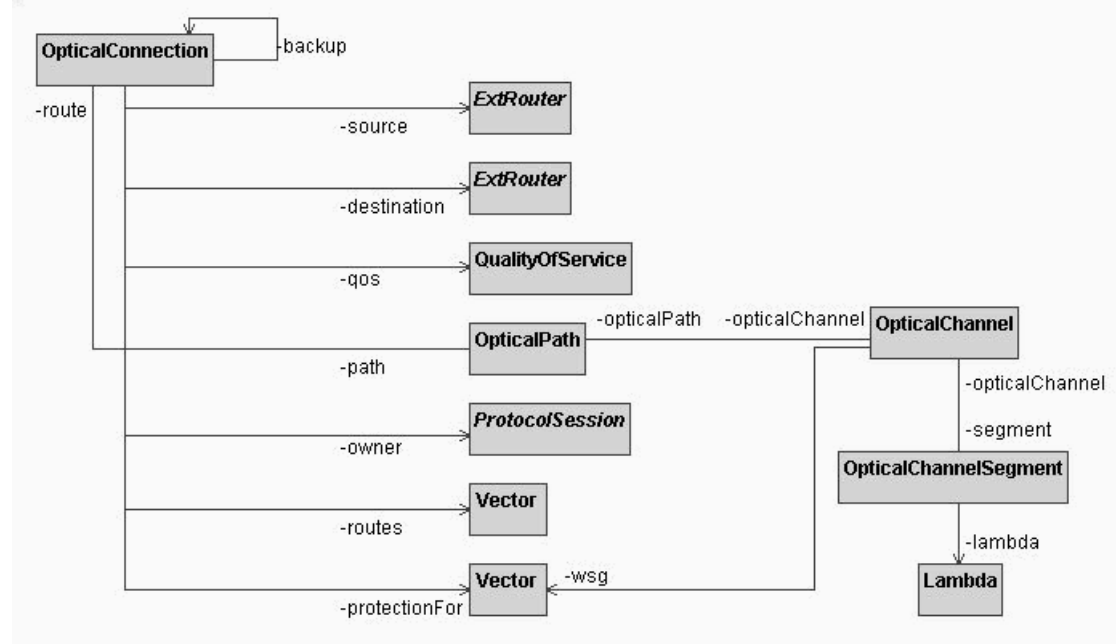 OpticalConnection
-backup
-route
ExtRouter
-source
ExtRouter
-destination
QualityOfService
-qos
-opticalPath
-opticalChannel
OpticalChannel
OpticalPath
-path
-opticalChannel
ProtocolSession
-owner
-segment
OpticalChannelSegment
Vector
-routes
-lambda
Vector
-wsg
Lambda
-protectionFor